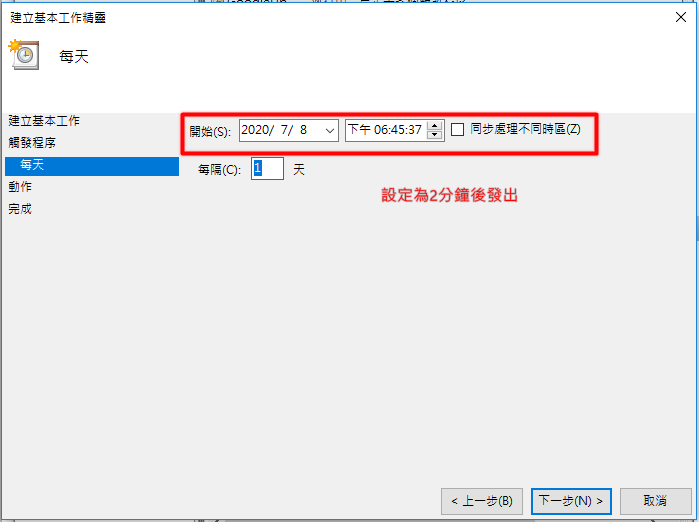 建立基本工作精靈
每天
建立基本工作
觸發程序
每天
動作
完成
開始(S): 2020/ 7/ 8 下午 06:45:37 同步處理不同時區(Z)
每隔(C): 1 天
設定為2分鐘後發出
< 上一步(B) 下一步(N) > 取消